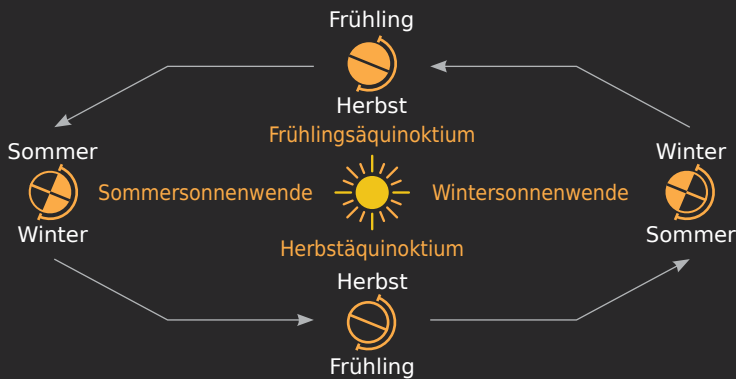 Frühling
Herbst
Frühlingsäquinoktium
Sommer
Winter
Sommersonnenwende
Wintersonnenwende
Winter
Sommer
Herbstäquinoktium
Herbst
Frühling